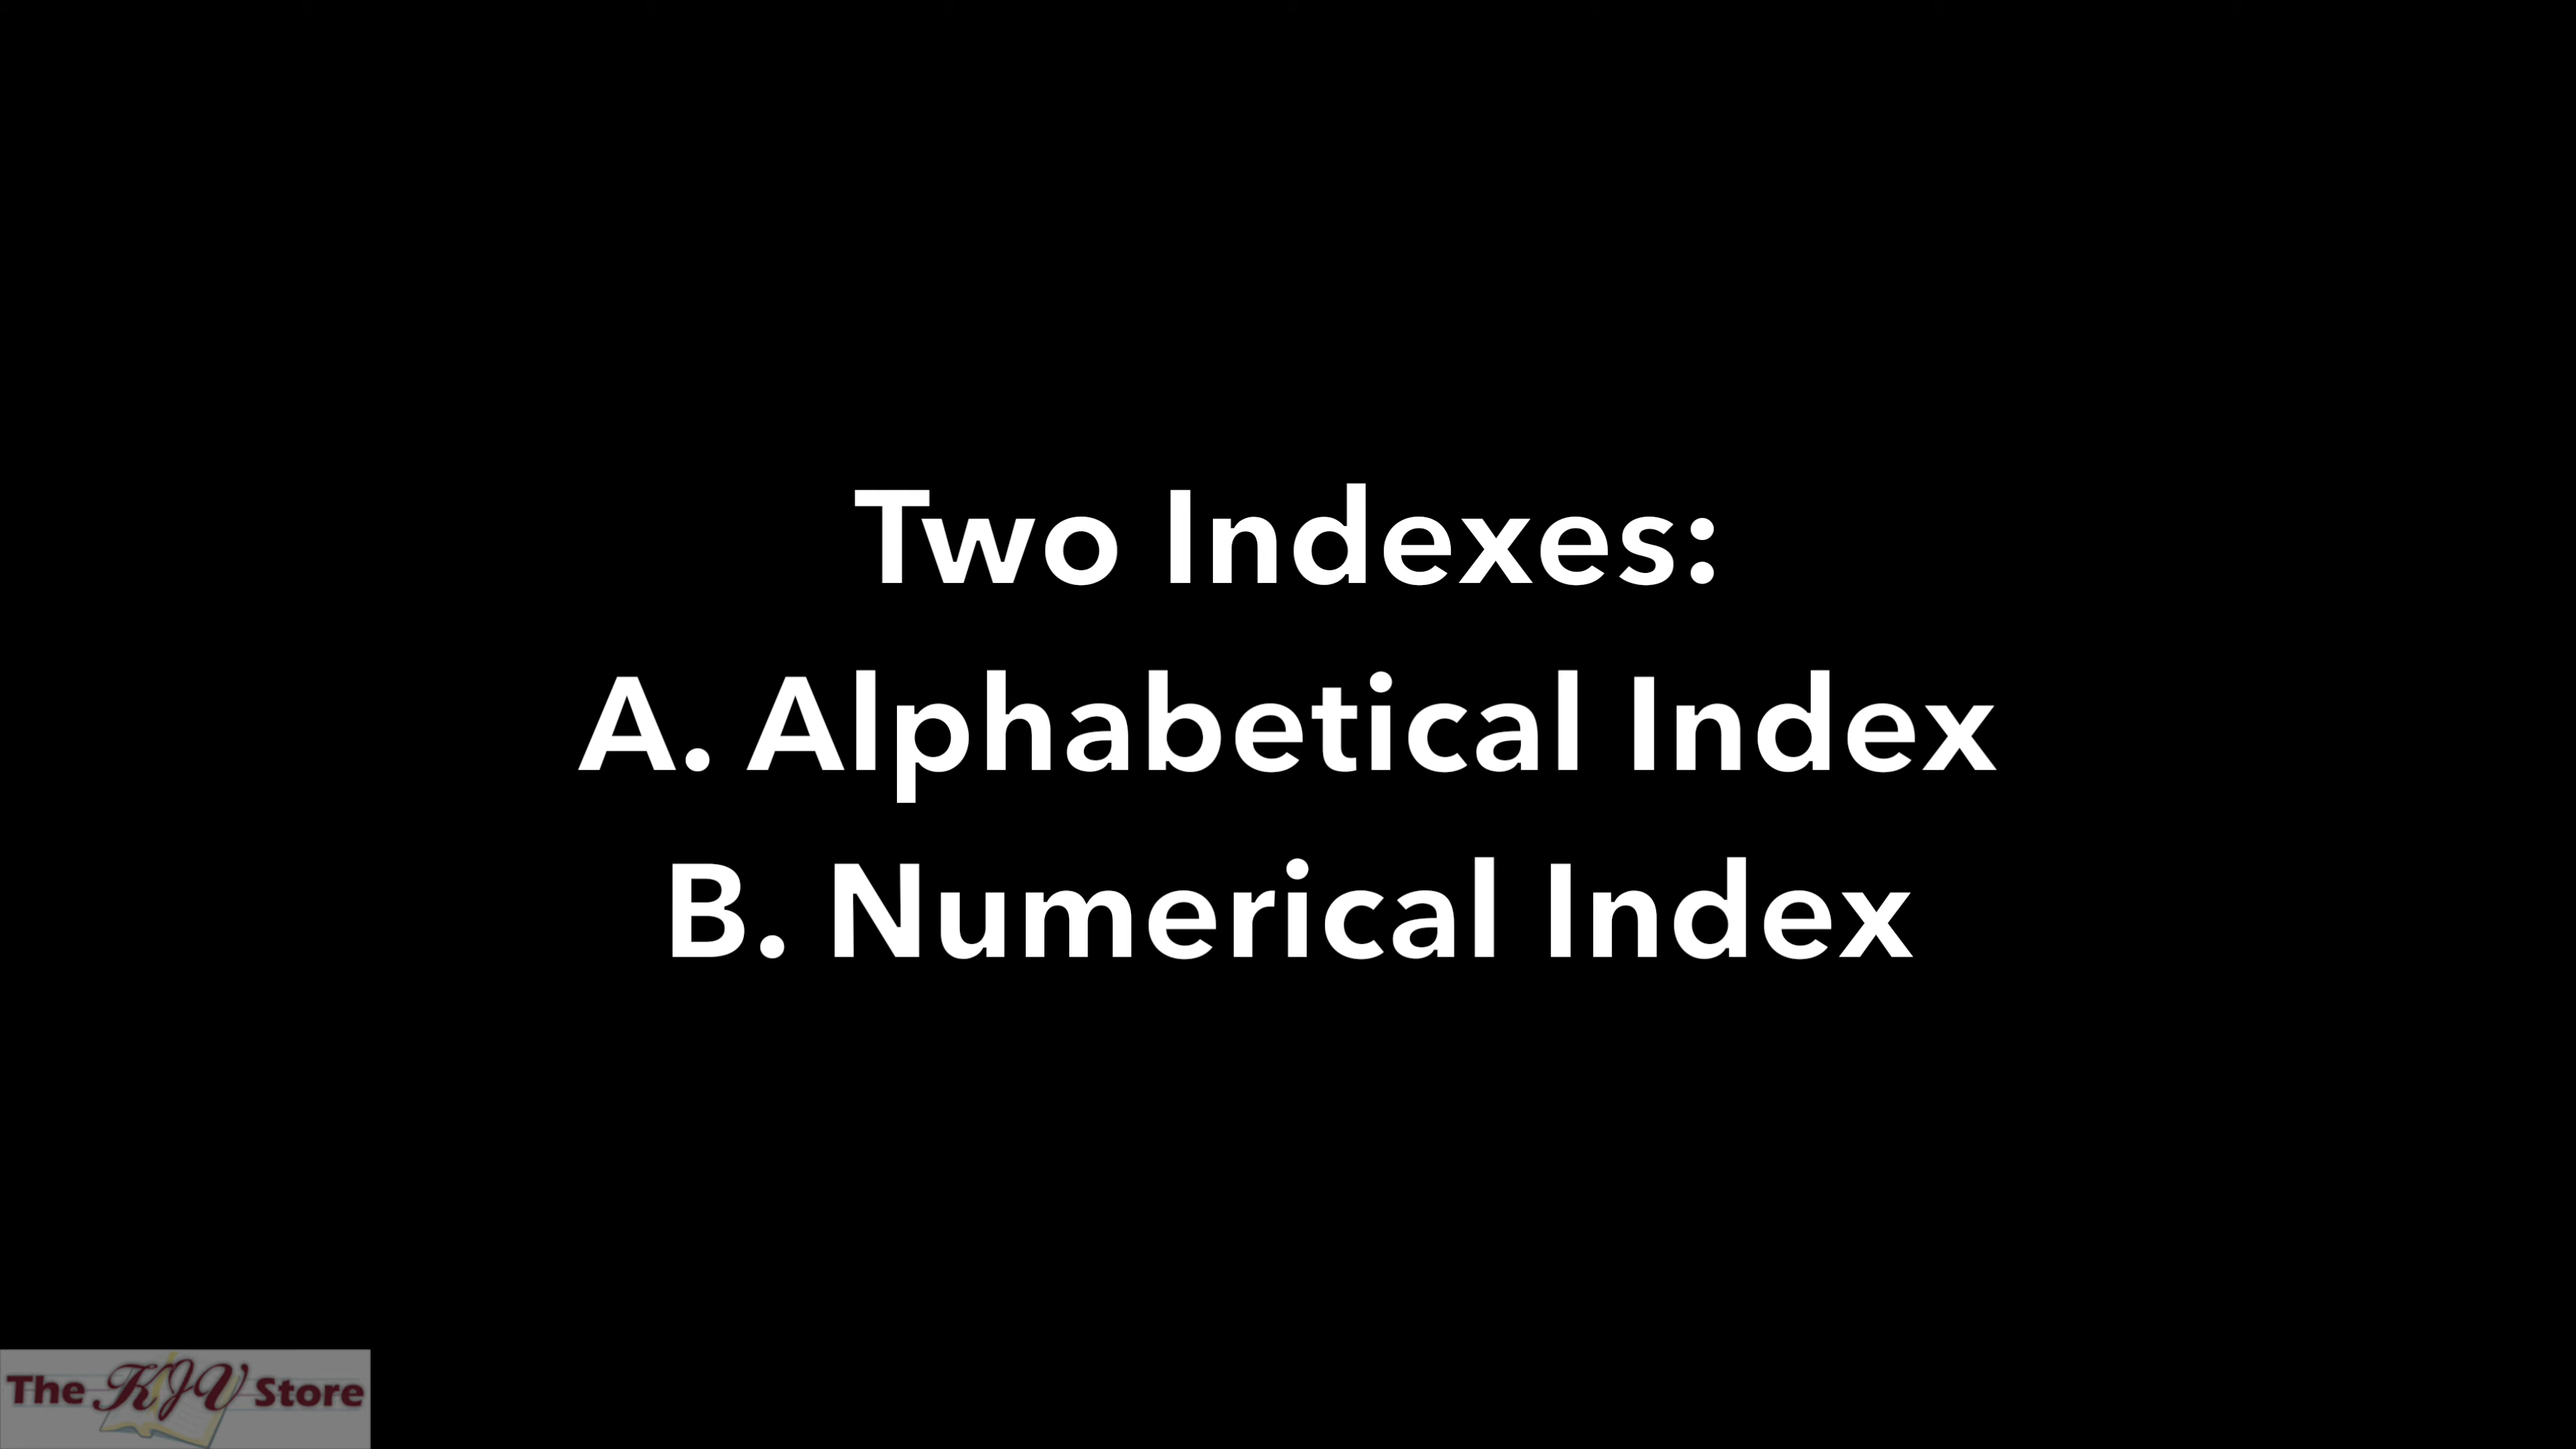 Two Indexes:
A. Alphabetical Index
B. Numerical Index
The KJV Store